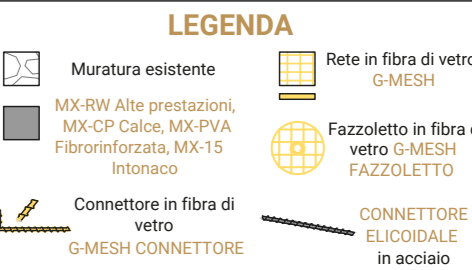 LEGENDA
Muratura esistente
MX-RW Alte prestazioni,
MX-CP Calce, MX-PVA
Fibrorinforzata, MX-15
Intonaco
Connettore in fibra di
vetro
G-MESH CONNETTORE
Rete in fibra di vetro
G-MESH
Fazzoletto in fibra
vetro G-MESH
FAZZOLETTO
CONNETTORE
ELICOIDALE
in acciaio